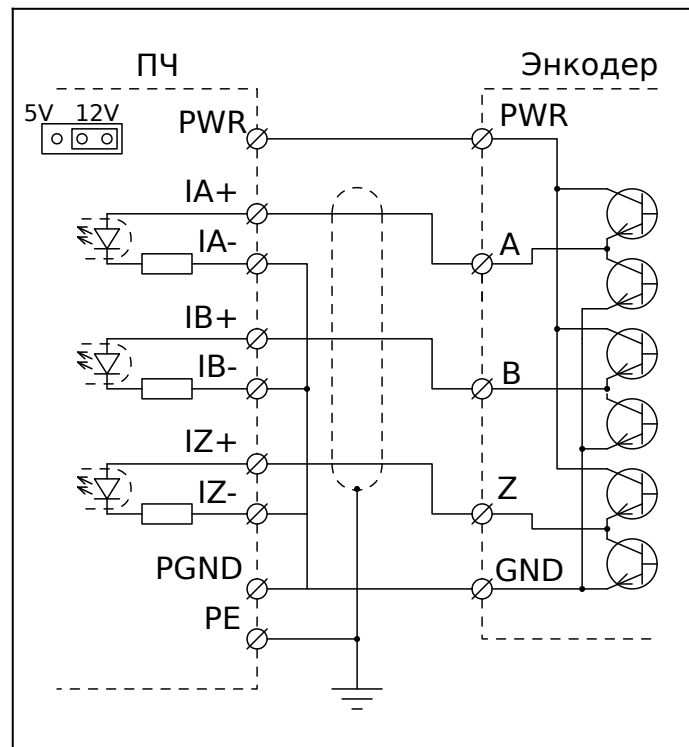 ПЧ
Энкодер
5V 12V
PWR
PWR
IA+
IA-
A
IB+
IB-
B
IZ+
IZ-
Z
PGND
GND
PE